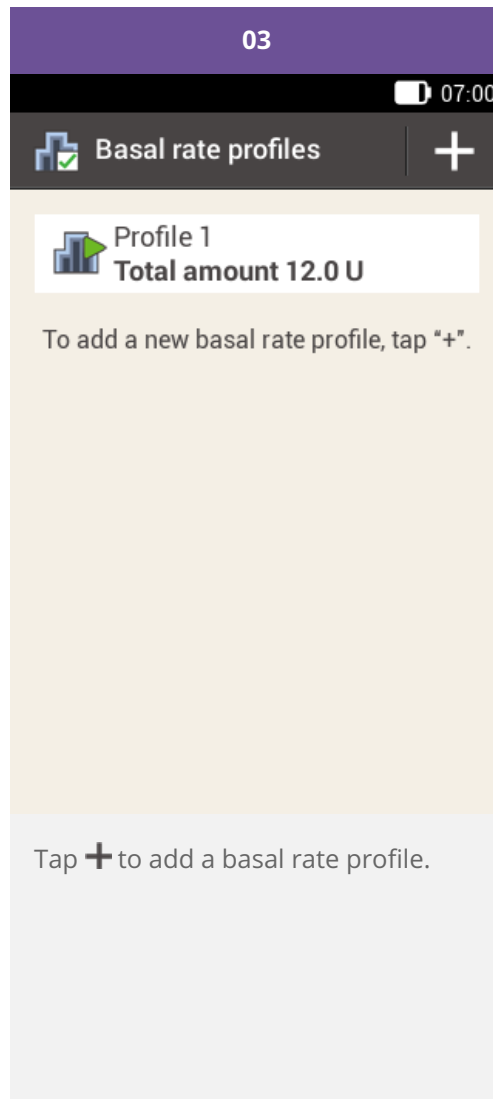 03
07:00
Basal rate profiles
Profile 1
Total amount 12.0 U
To add a new basal rate profile, tap “+”.
Tap + to add a basal rate profile.